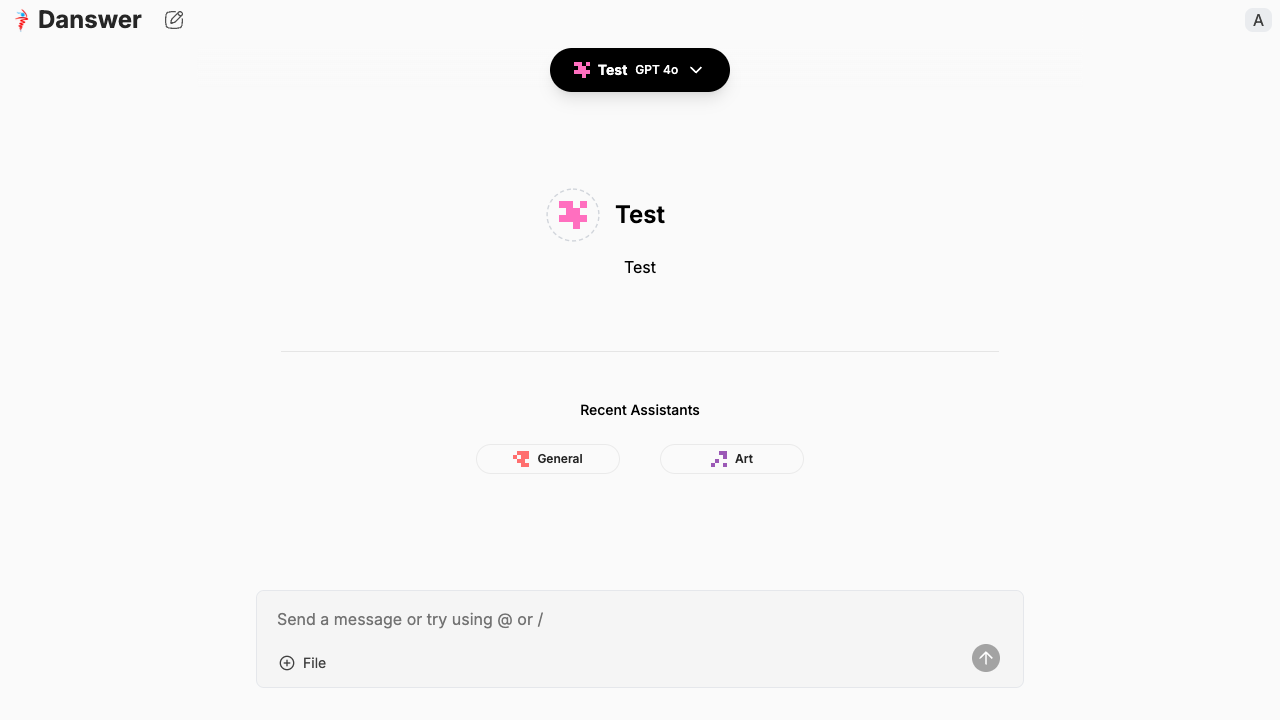 Danswer
A
Test GPT 4o
Test
Test
Recent Assistants
General
Art
Send a message or try using @ or /
File